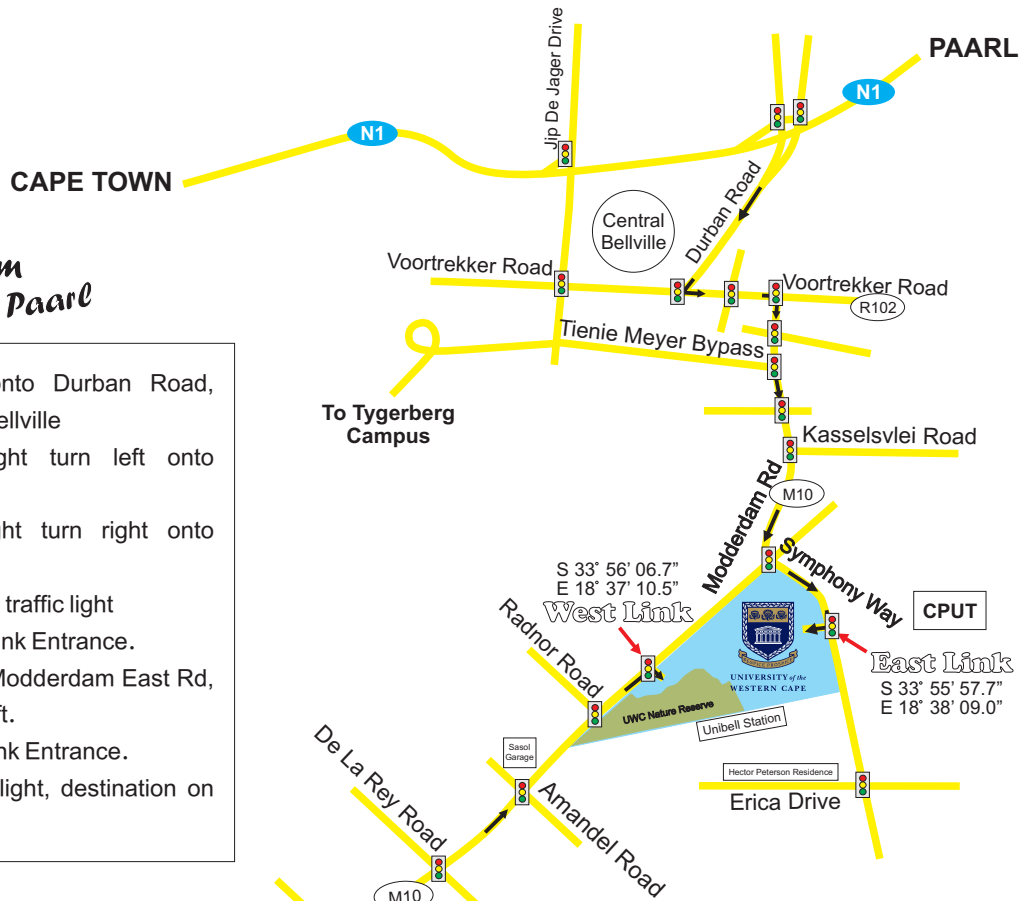 PAARL
N1
Jip De Jager Drive
N1
CAPE TOWN
Central
Bellville
Durban Road
Voortrekker Road
Voortrekker Road
R102
Paarl
Tienie Meyer Bypass
onto Durban Road,
ellville
ght turn left onto
ght turn right onto
traffic light
nk Entrance.
Modderdam East Rd,
ft.
nk Entrance.
light, destination on
To Tygerberg
Campus
Kasselsvlei Road
Modderdam Rd
M10
Symphony Way
S 33° 56' 06.7”
E 18° 37' 10.5”
West Link
CPUT
Radnor Road
East Link
S 33° 55' 57.7”
E 18° 38' 09.0”
UNIVERSITY of the
WESTERN CAPE
UWC Nature Reserve
Unibell Station
Sasol
Garage
De La Rey Road
Hector Peterson Residence
Erica Drive
Amandel Road
M10